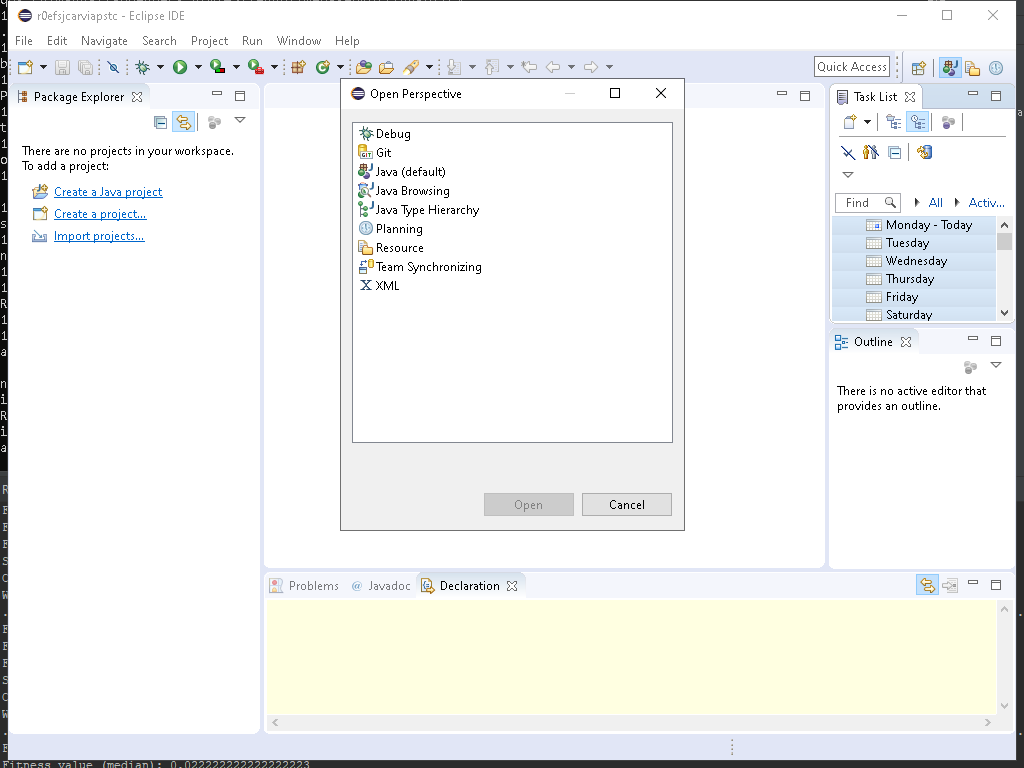 r0efsjcarviapstc - Eclipse IDE
File Edit Navigate Search Project Run Window Help
Quick Access
Package Explorer
There are no projects in your workspace.
To add a project:
Create a Java project
Create a project...
Import projects...
Open Perspective
Debug
Git
Java (default)
Java Browsing
Java Type Hierarchy
Planning
Resource
Team Synchronizing
XML
Open Cancel
Task List
Find All Activ...
Monday - Today
Tuesday
Wednesday
Thursday
Friday
Saturday
Outline
There is no active editor that
provides an outline.
Problems @ Javadoc Declaration
Fitness value (median): 0.022222222222222223